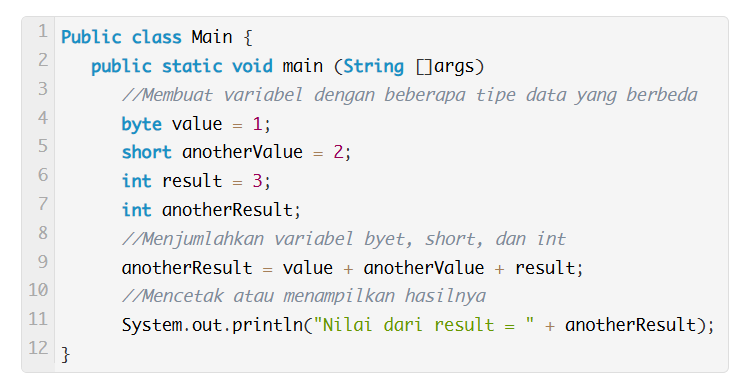 1 Public class Main {
2 public static void main (String []args)
3 //Membuat variabel dengan beberapa tipe data yang berbeda
4 byte value = 1;
5 short anotherValue = 2;
6 int result = 3;
7 int anotherResult;
8 //Menjumlahkan variabel byet, short, dan int
9 anotherResult = value + anotherValue + result;
10 //Mencetak atau menampilkan hasilnya
11 System.out.println("Nilai dari result = " + anotherResult);
12 }